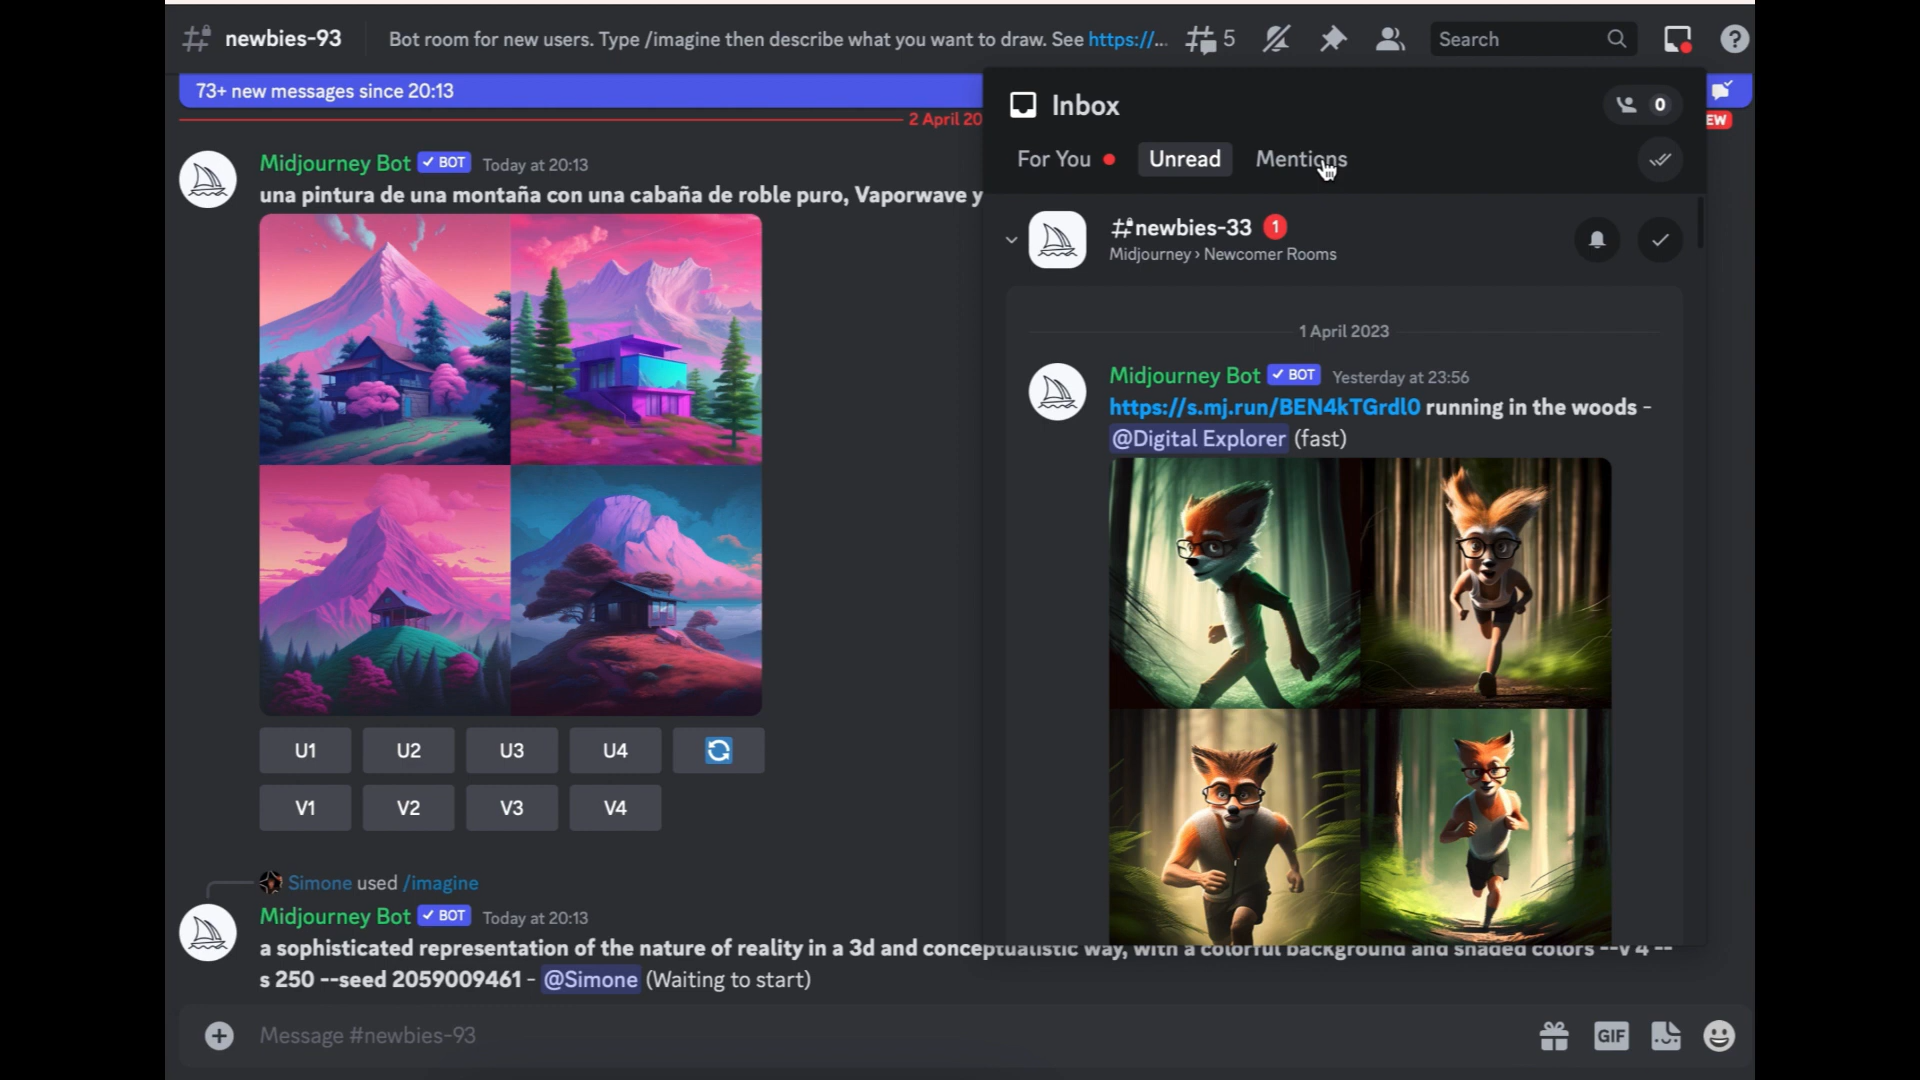 newbies-93
Bot room for new users. Type /imagine then describe what you want to draw. See https://...
5
Search
73+ new messages since 20:13
2 April 20
EW
Midjourney Bot ✓ BOT Today at 20:13
una pintura de una montaña con una cabaña de roble puro, Vaporwave y
U1 U2 U3 U4
V1 V2 V3 V4
Simone used /imagine
Midjourney Bot ✓ BOT Today at 20:13
a sophisticated representation of the nature of reality in a 3d and conceptualistic way, with a colorful background and shaded colors --v 4 --
s 250 --seed 2059009461 - @Simone (Waiting to start)
Message #newbies-93
GIF
Inbox
0
For You Unread Mentions
#newbies-33 1
Midjourney › Newcomer Rooms
1 April 2023
Midjourney Bot ✓ BOT Yesterday at 23:56
https://s.mj.run/BEN4kTGrdl0 running in the woods -
@Digital Explorer (fast)